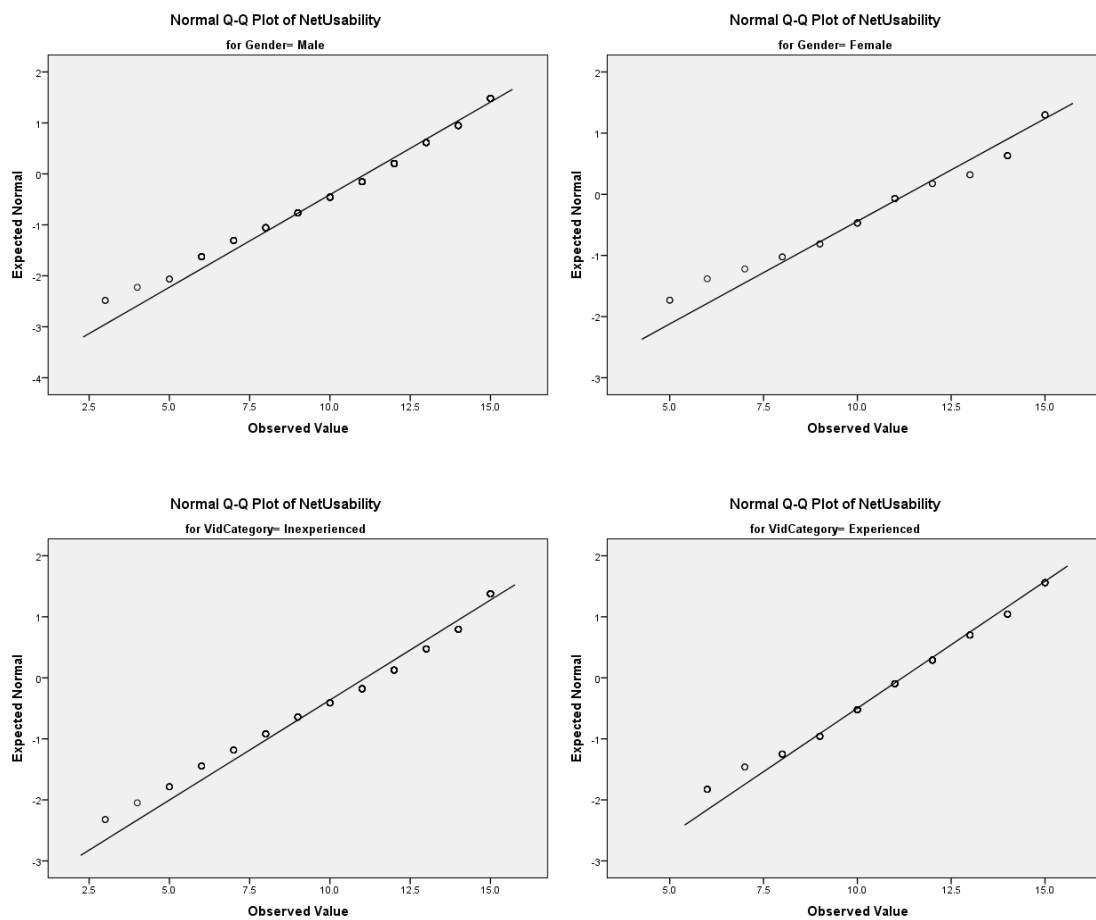 Normal Q-Q Plot of NetUsability
for Gender= Male
Expected Normal
2
1
0
-1
-2
-3
-4
2.5 5.0 7.5 10.0 12.5 15.0
Observed Value
Normal Q-Q Plot of NetUsability
for Gender= Female
Expected Normal
2
1
0
-1
-2
-3
5.0 7.5 10.0 12.5 15.0
Observed Value
Normal Q-Q Plot of NetUsability
for VidCategory= Inexperienced
Expected Normal
2
1
0
-1
-2
-3
2.5 5.0 7.5 10.0 12.5 15.0
Observed Value
Normal Q-Q Plot of NetUsability
for VidCategory= Experienced
Expected Normal
2
1
0
-1
-2
-3
5.0 7.5 10.0 12.5 15.0
Observed Value